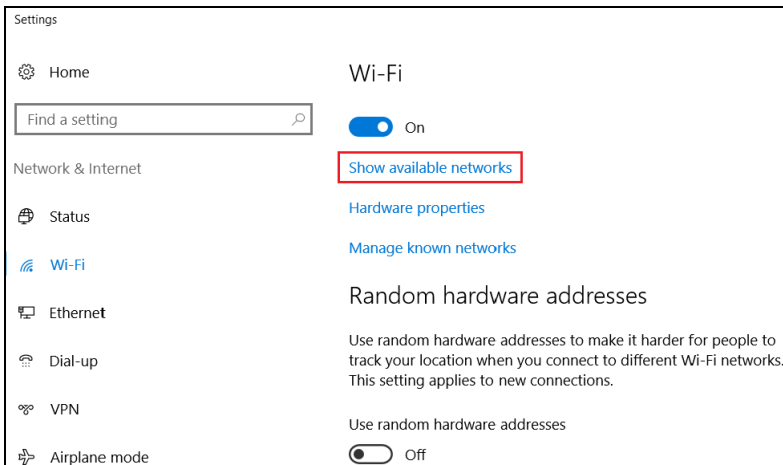 Settings
Home
Find a setting
Network & Internet
Status
Wi-Fi
Ethernet
Dial-up
VPN
Airplane mode
Wi-Fi
On
Show available networks
Hardware properties
Manage known networks
Random hardware addresses
Use random hardware addresses to make it harder for people to
track your location when you connect to different Wi-Fi networks.
This setting applies to new connections.
Use random hardware addresses
Off